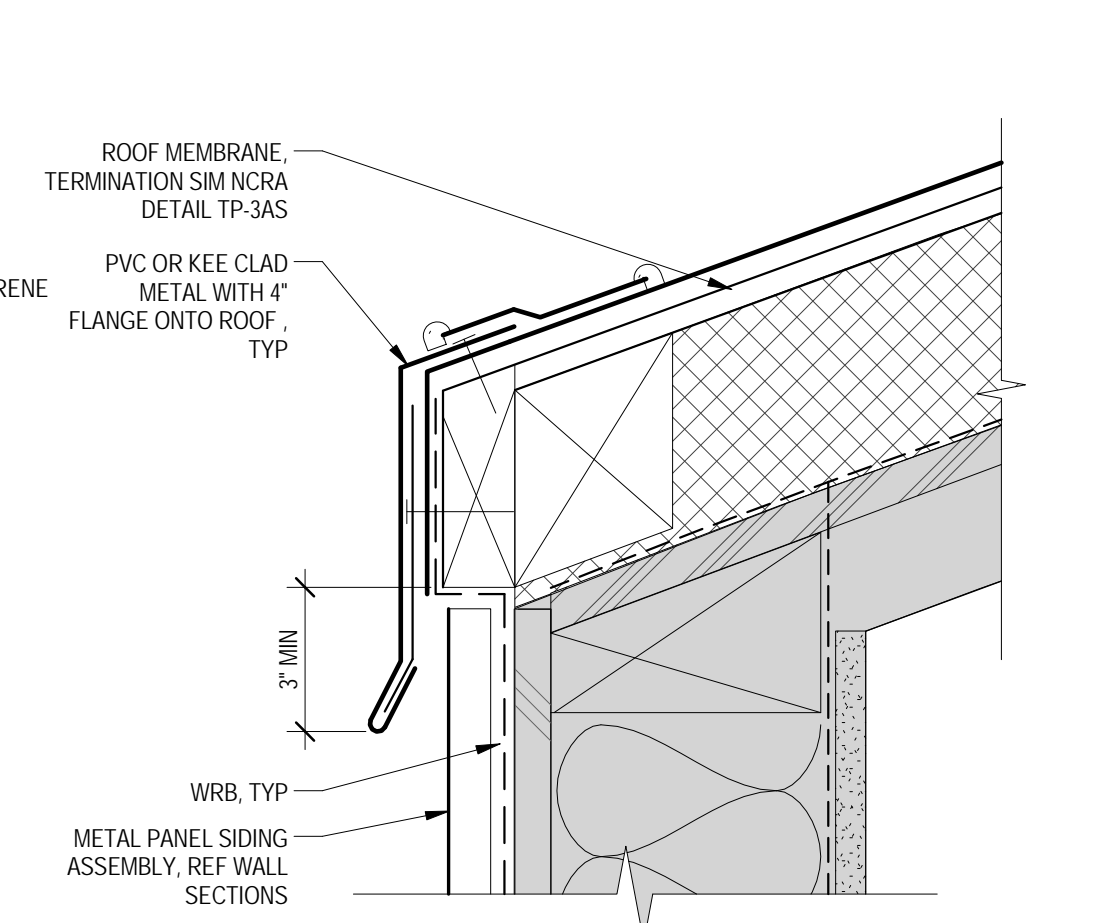 ROOF MEMBRANE,
TERMINATION SIM NCRA
DETAIL TP-3AS
PVC OR KEE CLAD
METAL WITH 4"
FLANGE ONTO ROOF ,
TYP
RENE
3" MIN
WRB, TYP
METAL PANEL SIDING
ASSEMBLY, REF WALL
SECTIONS